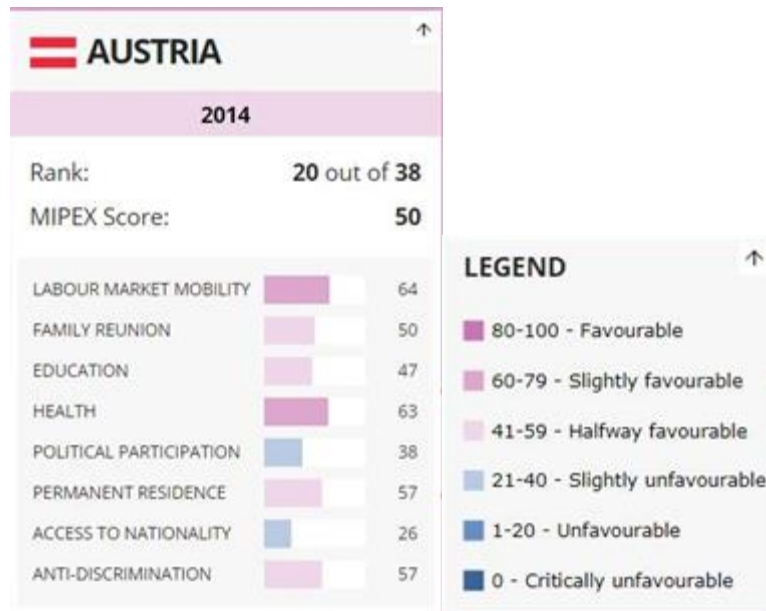 AUSTRIA
2014
Rank: 20 out of 38
MIPEX Score: 50
LABOUR MARKET MOBILITY 64
FAMILY REUNION 50
EDUCATION 47
HEALTH 63
POLITICAL PARTICIPATION 38
PERMANENT RESIDENCE 57
ACCESS TO NATIONALITY 26
ANTI-DISCRIMINATION 57
LEGEND
80-100 - Favourable
60-79 - Slightly favourable
41-59 - Halfway favourable
21-40 - Slightly unfavourable
1-20 - Unfavourable
0 - Critically unfavourable